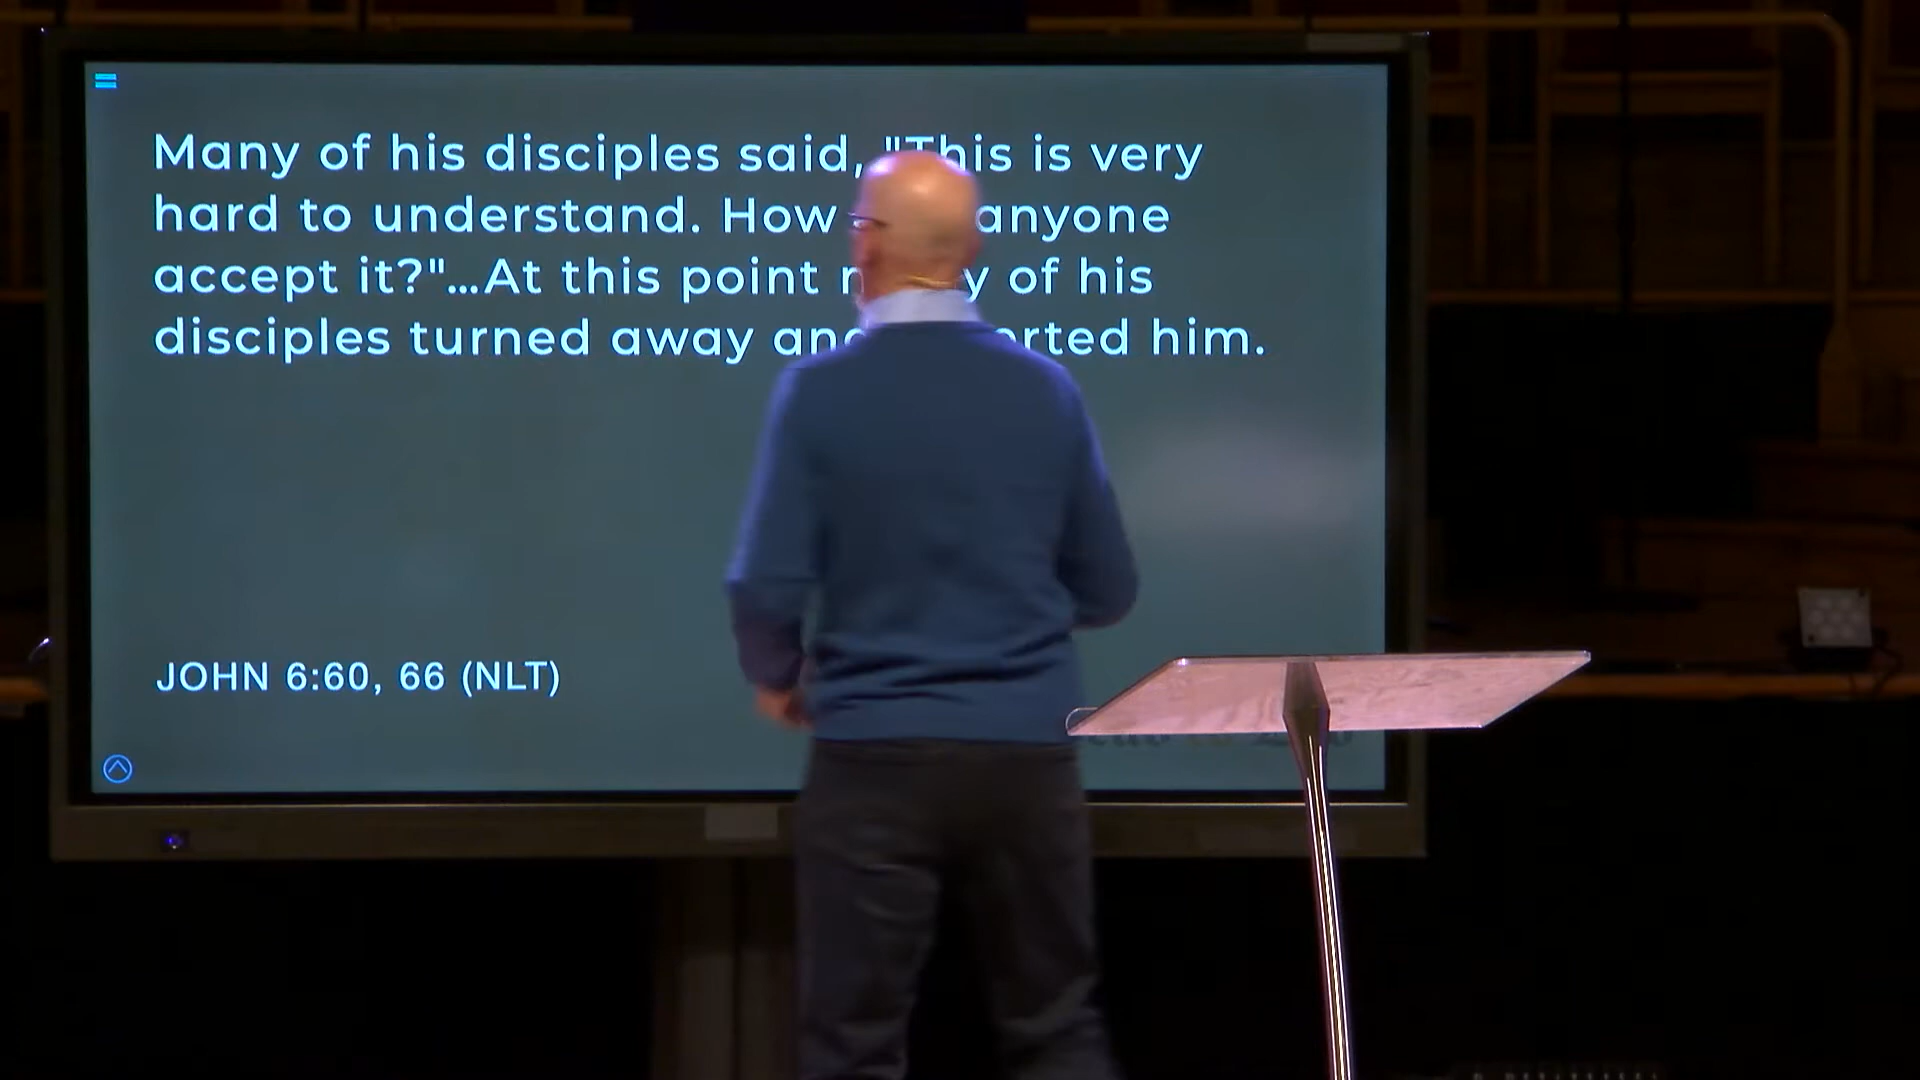 Many of his disciples said, "This is very
hard to understand. How anyone
accept it?"...At this point of his
disciples turned away him.
JOHN 6:60, 66 (NLT)